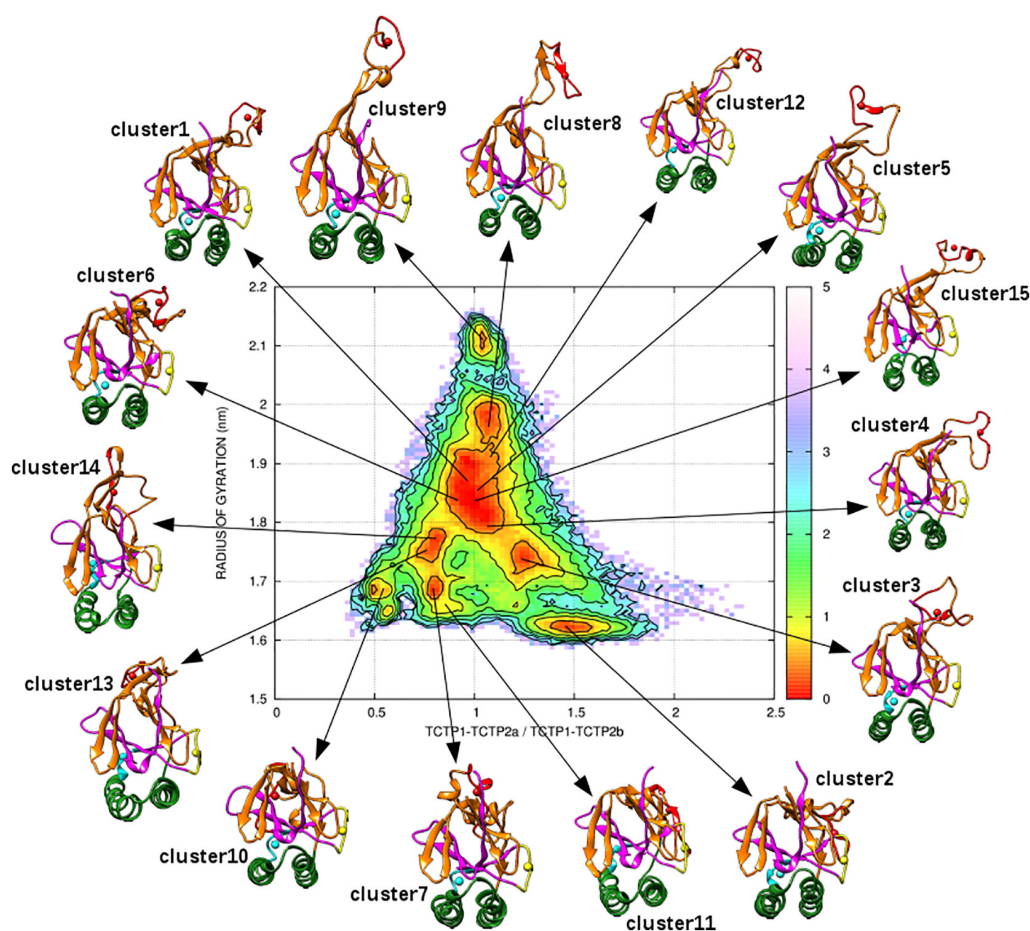 cluster9
cluster12
cluster1
cluster8
cluster5
cluster6
cluster15
2.2
5
2.1
4
RADIUS OF GYRATION (nm)
2
cluster4
cluster14
1.9
3
1.8
2
cluster3
1.7
1
1.6
cluster13
1.5
0
0
0.5
1
1.5
2
2.5
TCTP1-TCTP2a / TCTP1-TCTP2b
cluster2
cluster10
cluster7
cluster11